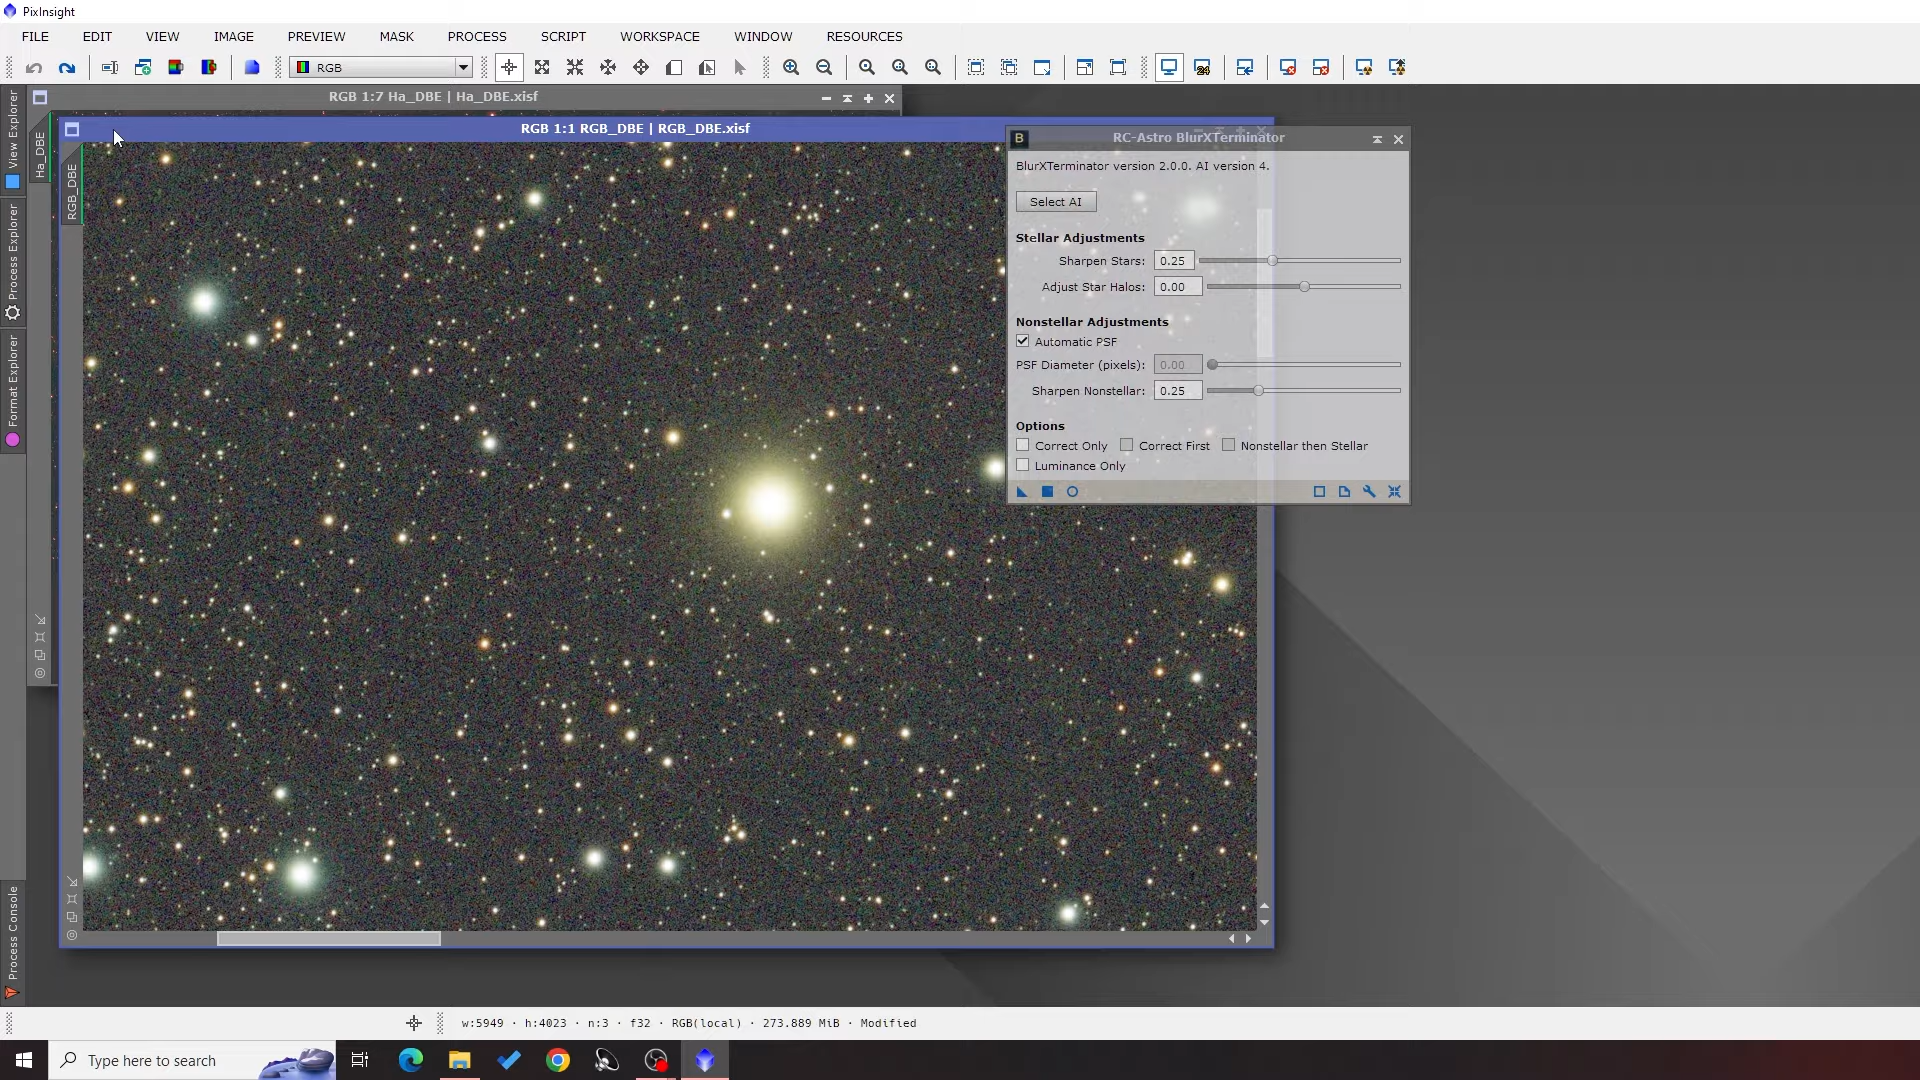 PixInsight
FILE EDIT VIEW IMAGE PREVIEW MASK PROCESS SCRIPT WORKSPACE WINDOW RESOURCES
RGB
24
RGB 1:7 Ha_DBE | Ha_DBE.xisf
RGB 1:1 RGB_DBE | RGB_DBE.xisf
View Explorer
Process Explorer
Format Explorer
Process Console
Ha_DBE
RGB_DBE
B RC-Astro BlurXTerminator
BlurXTerminator version 2.0.0. AI version 4.
Select AI
Stellar Adjustments
Sharpen Stars: 0.25
Adjust Star Halos: 0.00
Nonstellar Adjustments
Automatic PSF
PSF Diameter (pixels): 0.00
Sharpen Nonstellar: 0.25
Options
Correct Only Correct First Nonstellar then Stellar
Luminance Only
w:5949 · h:4023 · n:3 · f32 · RGB(local) · 273.889 MiB · Modified
Type here to search